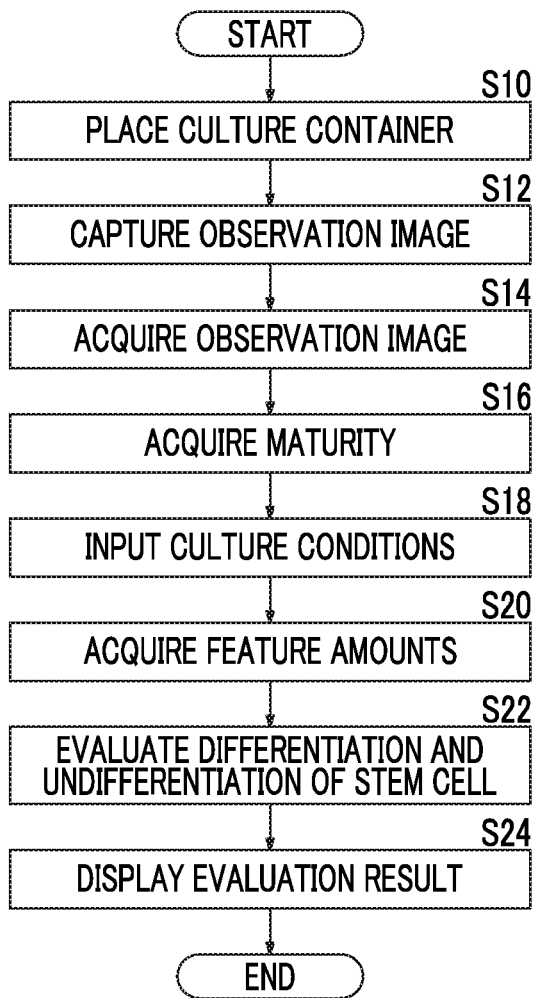 START
S10
PLACE CULTURE CONTAINER
S12
CAPTURE OBSERVATION IMAGE
S14
ACQUIRE OBSERVATION IMAGE
S16
ACQUIRE MATURITY
S18
INPUT CULTURE CONDITIONS
S20
ACQUIRE FEATURE AMOUNTS
S22
EVALUATE DIFFERENTIATION AND
UNDIFFERENTIATION OF STEM CELL
S24
DISPLAY EVALUATION RESULT
END